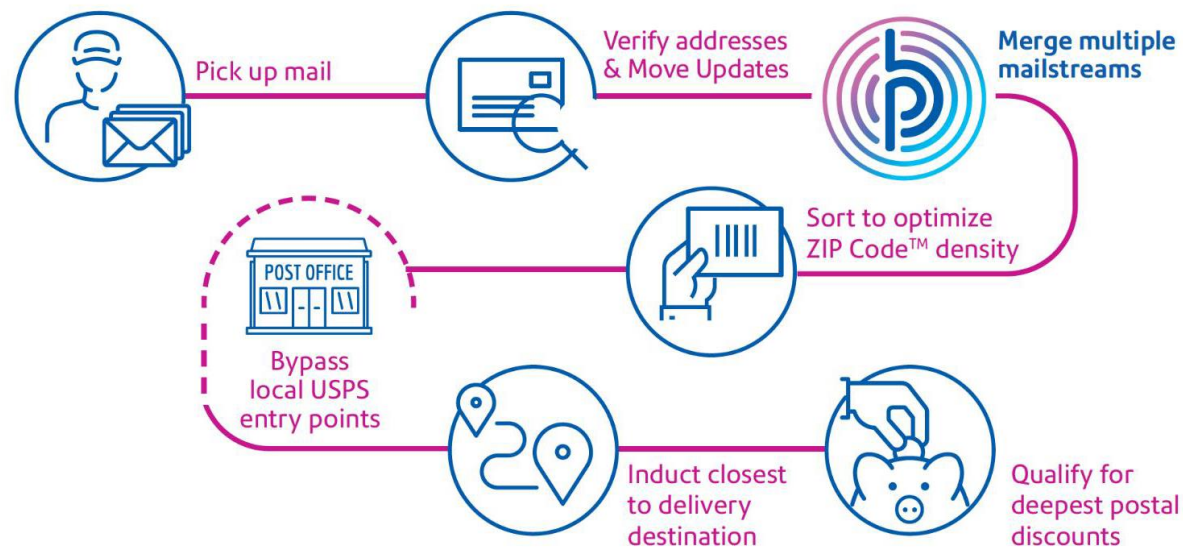 Pick up mail
Verify addresses
& Move Updates
Merge multiple
mailstreams
Sort to optimize
ZIP Code™ density
POST OFFICE
Bypass
local USPS
entry points
Induct closest
to delivery
destination
Qualify for
deepest postal
discounts